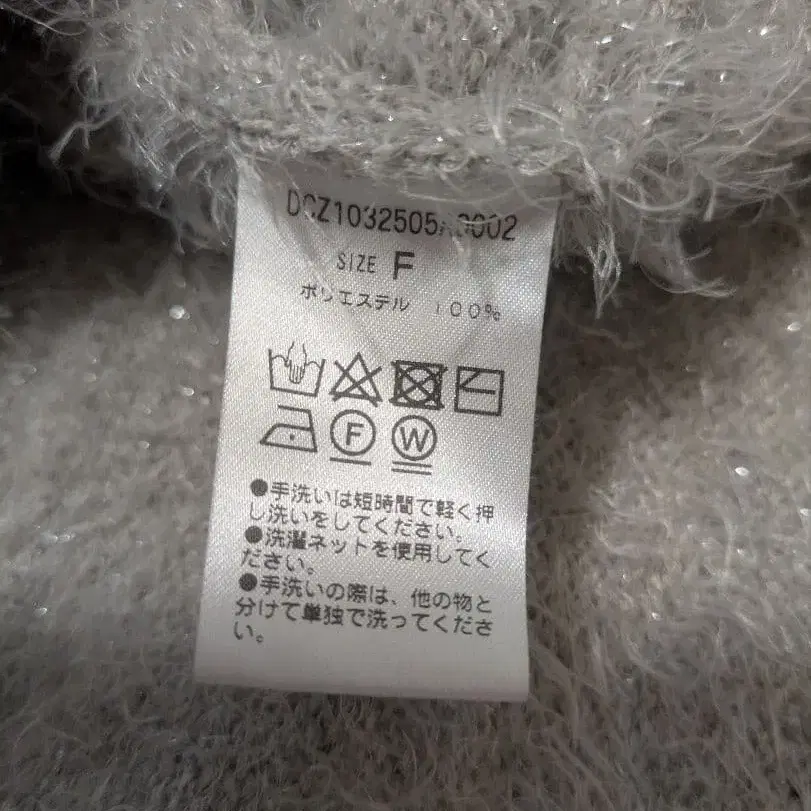 DCZ1032505A0002
SIZE F
ポリエステル 100%
F W
●手洗いは短時間で軽く押
し洗いをしてください。
●洗濯ネットを使用してく
ださい。
●手洗いの際は、他の物と
分けて単独で洗ってくださ
い。